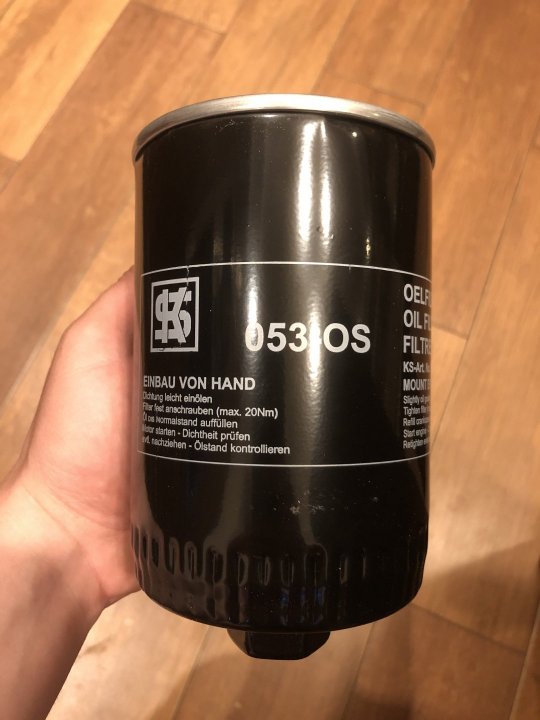 KS
053-OS
EINBAU VON HAND
Dichtung leicht einölen
Filter fest anschrauben (max. 20Nm)
Öl bis Normalstand auffüllen
Motor starten - Dichtheit prüfen
evtl. nachziehen - Ölstand kontrollieren
OELF
OIL F
FILTR
KS-Art. N
MOUNT
Slightly oil
Tighten filte
Refill
Start engine
Retighten